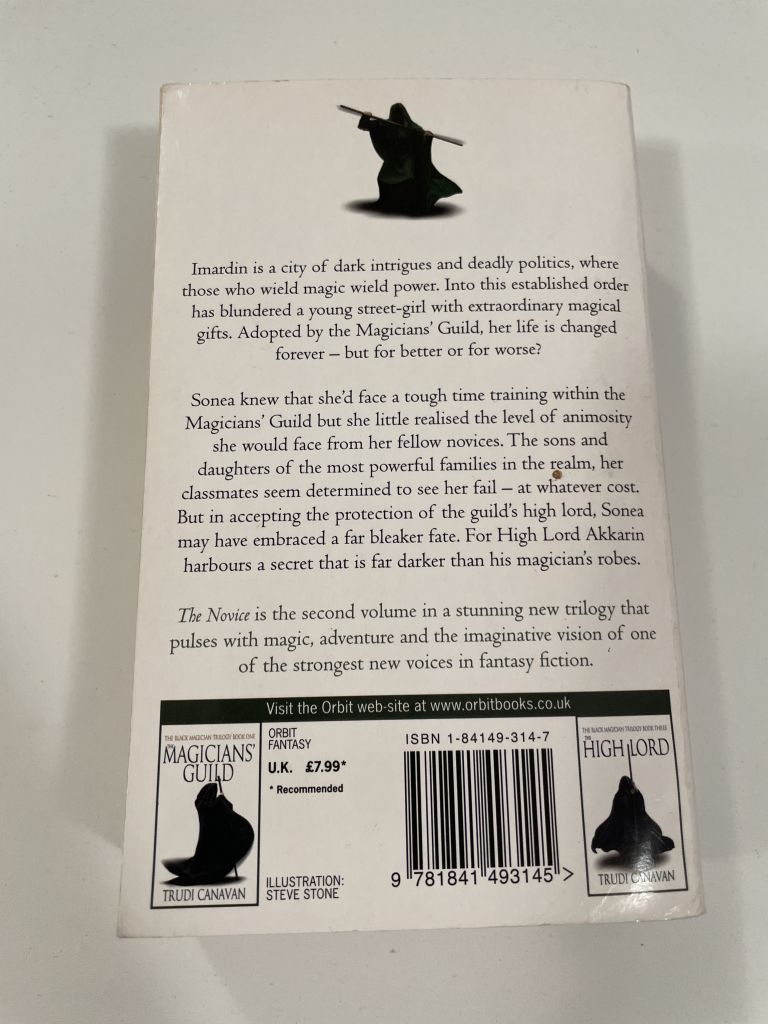 Imardin is a city of dark intrigues and deadly politics, where
those who wield magic wield power. Into this established order
has blundered a young street-girl with extraordinary magical
gifts. Adopted by the Magicians' Guild, her life is changed
forever – but for better or for worse?
Sonea knew that she'd face a tough time training within the
Magicians' Guild but she little realised the level of animosity
she would face from her fellow novices. The sons and
daughters of the most powerful families in the realm, her
classmates seem determined to see her fail – at whatever cost.
But in accepting the protection of the guild's high lord, Sonea
may have embraced a far bleaker fate. For High Lord Akkarin
harbours a secret that is far darker than his magician's robes.
The Novice is the second volume in a stunning new trilogy that
pulses with magic, adventure and the imaginative vision of one
of the strongest new voices in fantasy fiction.
Visit the Orbit web-site at www.orbitbooks.co.uk
THE BLACK MAGICIAN TRILOGY BOOK ONE
THE
MAGICIANS'
GUILD
TRUDI CANAVAN
ORBIT
FANTASY
U.K. £7.99*
* Recommended
ILLUSTRATION:
STEVE STONE
ISBN 1-84149-314-7
9 781841 493145 >
THE BLACK MAGICIAN TRILOGY BOOK THREE
THE
HIGH LORD
TRUDI CANAVAN